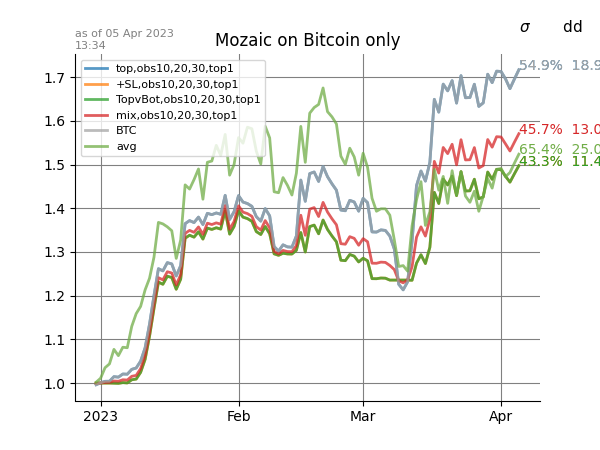 as of 05 Apr 2023
13:34
σ dd
Mozaic on Bitcoin only
top,obs10,20,30,top1
+SL,obs10,20,30,top1
TopvBot,obs10,20,30,top1
mix,obs10,20,30,top1
BTC
avg
54.9% 18.9
45.7% 13.0
65.4% 25.0
43.3% 11.4
1.7
1.6
1.5
1.4
1.3
1.2
1.1
1.0
2023 Feb Mar Apr